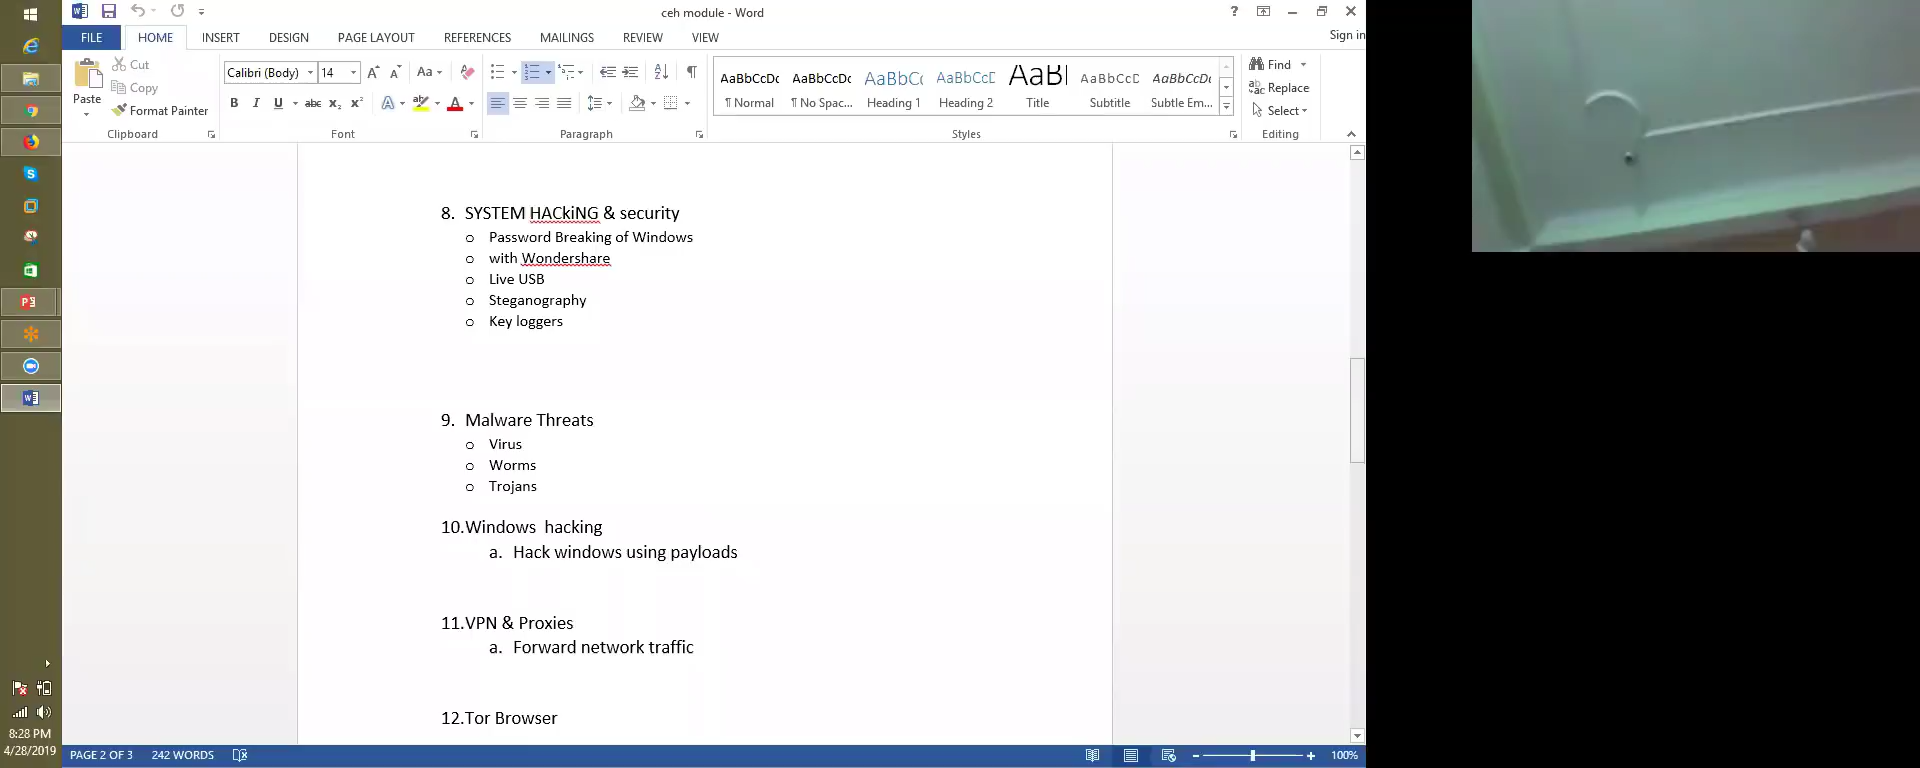 ceh module - Word
?
FILE HOME INSERT DESIGN PAGE LAYOUT REFERENCES MAILINGS REVIEW VIEW Sign in
Cut
Copy
Format Painter
Paste
Clipboard
Calibri (Body) 14
Font
Paragraph
AaBbCcDc AaBbCcDc AaBbC AaBbCcD AaB AaBbCcD AaBbCcDc
¶ Normal ¶ No Spac... Heading 1 Heading 2 Title Subtitle Subtle Em...
Styles
Find
Replace
Select
Editing
8. SYSTEM HACkiNG & security
o Password Breaking of Windows
o with Wondershare
o Live USB
o Steganography
o Key loggers
9. Malware Threats
o Virus
o Worms
o Trojans
10.Windows hacking
a. Hack windows using payloads
11.VPN & Proxies
a. Forward network traffic
12.Tor Browser
8:28 PM
4/28/2019
PAGE 2 OF 3 242 WORDS 100%